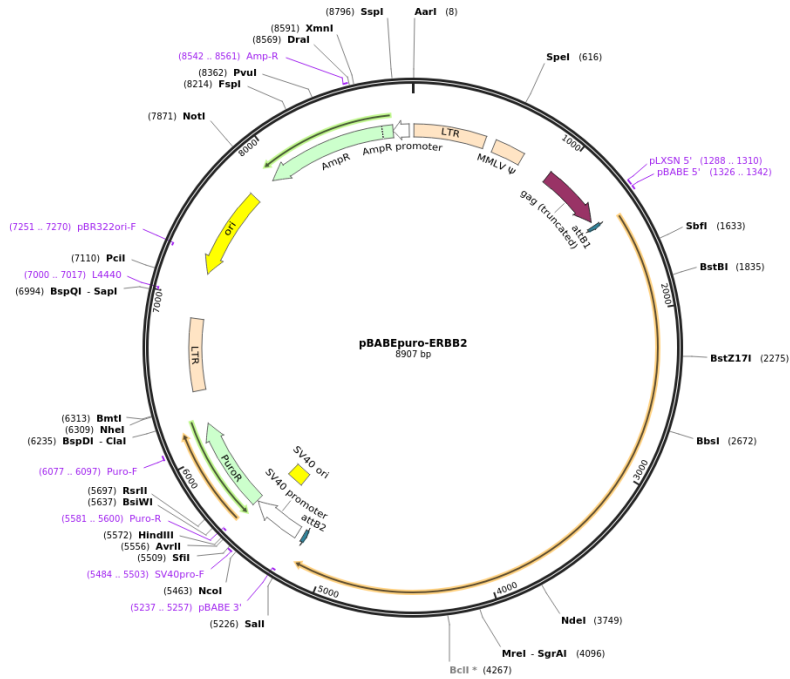 (8796) SspI
AarI (8)
(8591) XmnI
(8569) DraI
(8542 .. 8561) Amp-R
(8362) PvuI
(8214) FspI
(7871) NotI
SpeI (616)
pLXSN 5' (1288 .. 1310)
pBABE 5' (1326 .. 1342)
SbfI (1633)
BstBI (1835)
BstZ17I (2275)
BbsI (2672)
NdeI (3749)
MreI - SgrAI (4096)
BclI * (4267)
(7251 .. 7270) pBR322ori-F
(7110) PciI
(7000 .. 7017) L4440
(6994) BspQI - SapI
(6313) BmtI
(6309) NheI
(6235) BspDI - ClaI
(6077 .. 6097) Puro-F
(5697) RsrII
(5637) BsiWI
(5581 .. 5600) Puro-R
(5572) HindIII
(5556) AvrII
(5509) SfiI
(5484 .. 5503) SV40pro-F
(5463) NcoI
(5237 .. 5257) pBABE 3'
(5226) SalI
pBABEpuro-ERBB2
8907 bp
LTR
MMLV Ψ
gag (truncated)
attB1
AmpR promoter
AmpR
ori
LTR
PuroR
SV40 ori
SV40 promoter
attB2
1000
2000
3000
4000
5000
6000
7000
8000